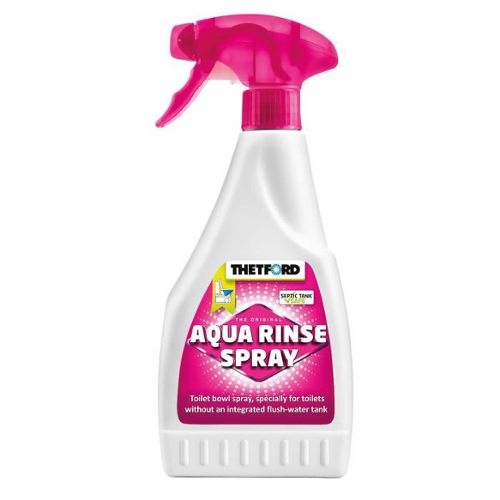 THETFORD
SEPTIC TANK
SAFE
THE ORIGINAL
AQUA RINSE
SPRAY
Toilet bowl spray, specially for toilets
without an integrated flush-water tank